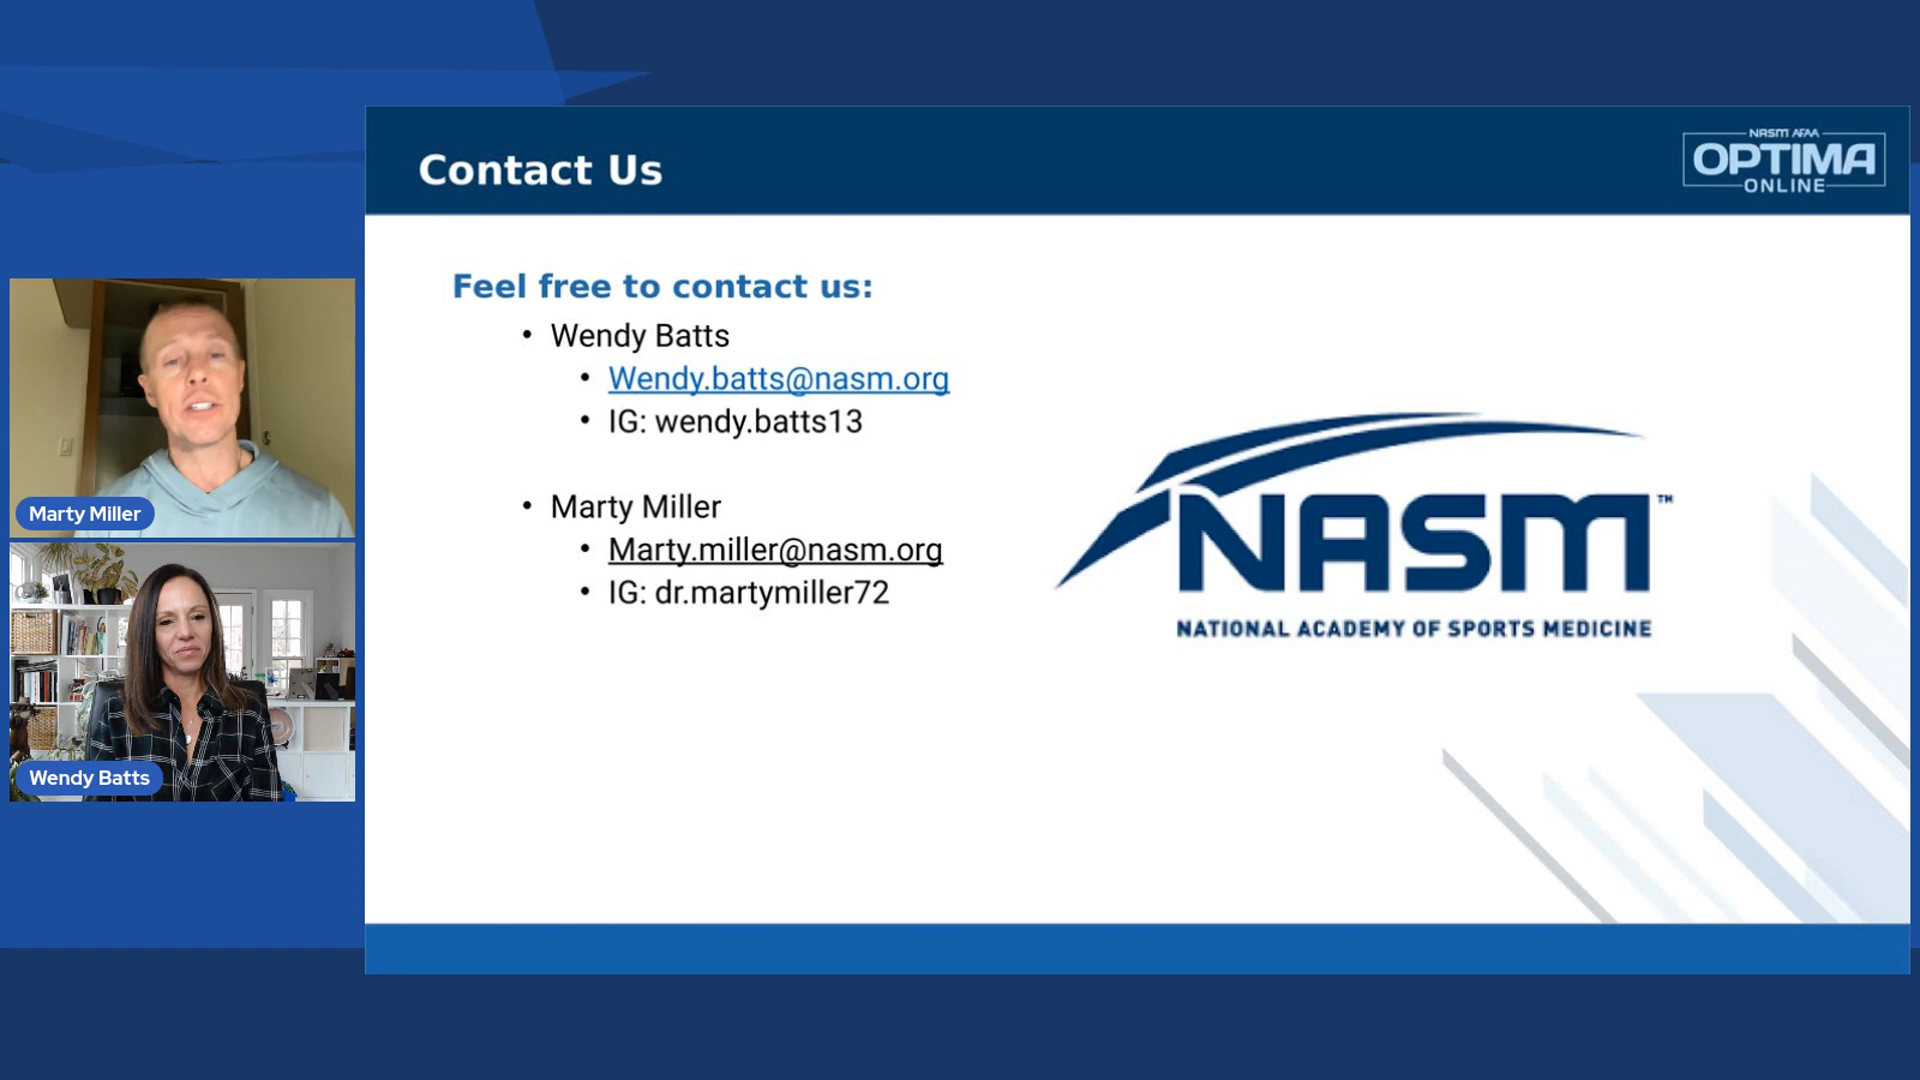 Contact Us
NASM AFAA
OPTIMA
ONLINE
Feel free to contact us:
• Wendy Batts
• Wendy.batts@nasm.org
• IG: wendy.batts13
• Marty Miller
• Marty.miller@nasm.org
• IG: dr.martymiller72
NASM™
NATIONAL ACADEMY OF SPORTS MEDICINE
Marty Miller
Wendy Batts